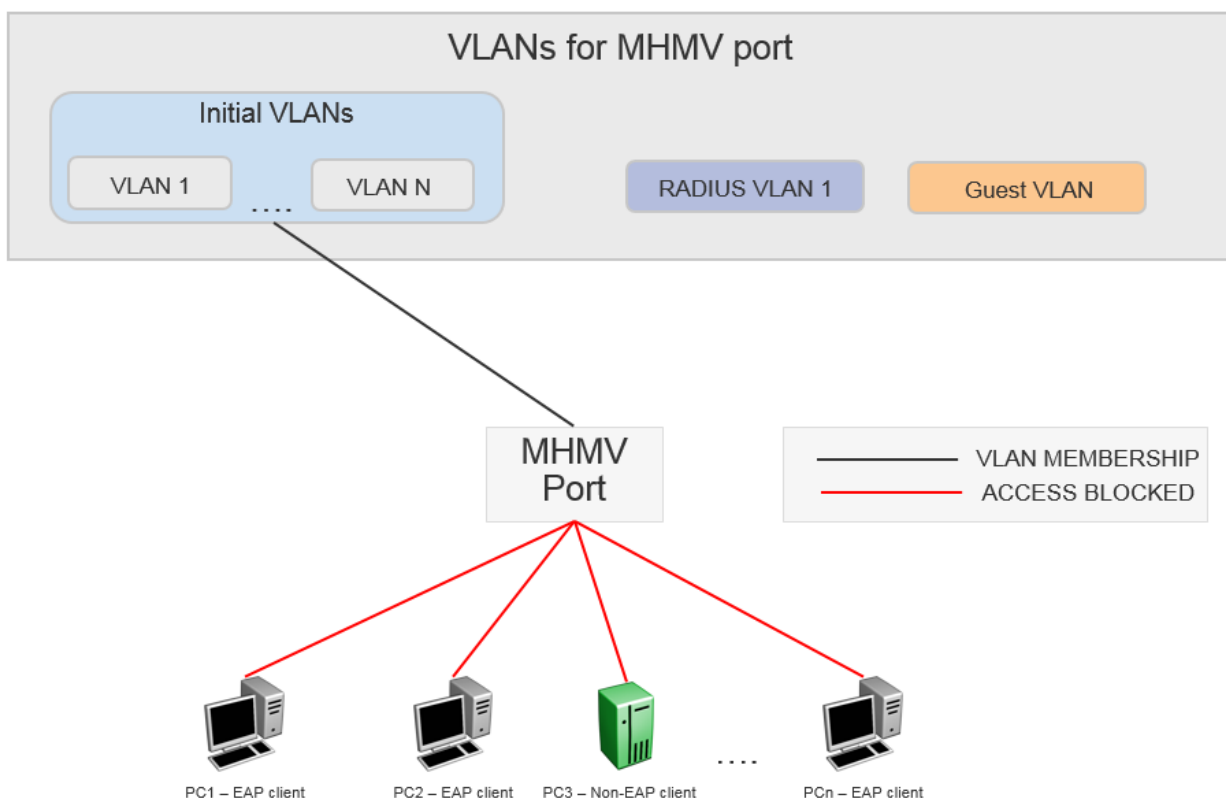 VLANs for MHMV port
Initial VLANs
VLAN 1
....
VLAN N
RADIUS VLAN 1
Guest VLAN
MHMV
Port
VLAN MEMBERSHIP
ACCESS BLOCKED
....
PC1 – EAP client
PC2 – EAP client
PC3 – Non-EAP client
PCn – EAP client